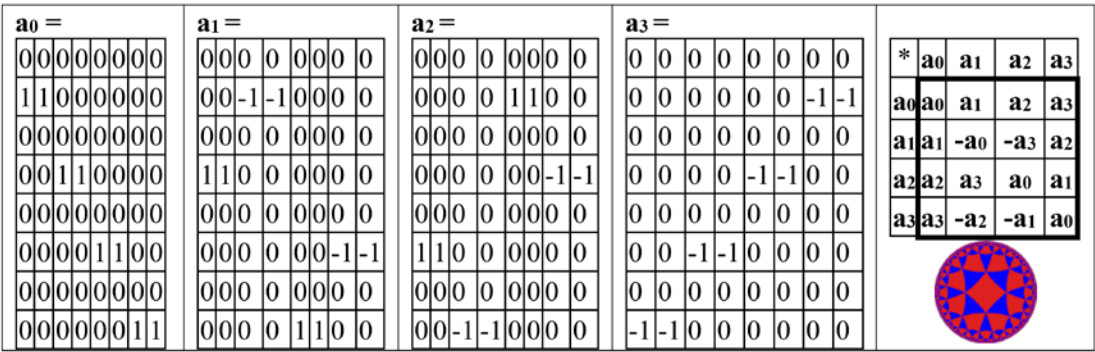 a0 =
0 0 0 0 0 0 0 0
1 1 0 0 0 0 0 0
0 0 0 0 0 0 0 0
0 0 1 1 0 0 0 0
0 0 0 0 0 0 0 0
0 0 0 0 1 1 0 0
0 0 0 0 0 0 0 0
0 0 0 0 0 0 1 1
a1 =
0 0 0 0 0 0 0 0
0 0 -1 -1 0 0 0 0
0 0 0 0 0 0 0 0
1 1 0 0 0 0 0 0
0 0 0 0 0 0 0 0
0 0 0 0 0 0 -1 -1
0 0 0 0 0 0 0 0
0 0 0 0 1 1 0 0
a2 =
0 0 0 0 0 0 0 0
0 0 0 0 1 1 0 0
0 0 0 0 0 0 0 0
0 0 0 0 0 0 -1 -1
0 0 0 0 0 0 0 0
1 1 0 0 0 0 0 0
0 0 0 0 0 0 0 0
0 0 -1 -1 0 0 0 0
a3 =
0 0 0 0 0 0 0 0
0 0 0 0 0 0 -1 -1
0 0 0 0 0 0 0 0
0 0 0 0 -1 -1 0 0
0 0 0 0 0 0 0 0
0 0 -1 -1 0 0 0 0
0 0 0 0 0 0 0 0
-1 -1 0 0 0 0 0 0
* a0 a1 a2 a3
a0 a0 a1 a2 a3
a1 a1 -a0 -a3 a2
a2 a2 a3 a0 a1
a3 a3 -a2 -a1 a0